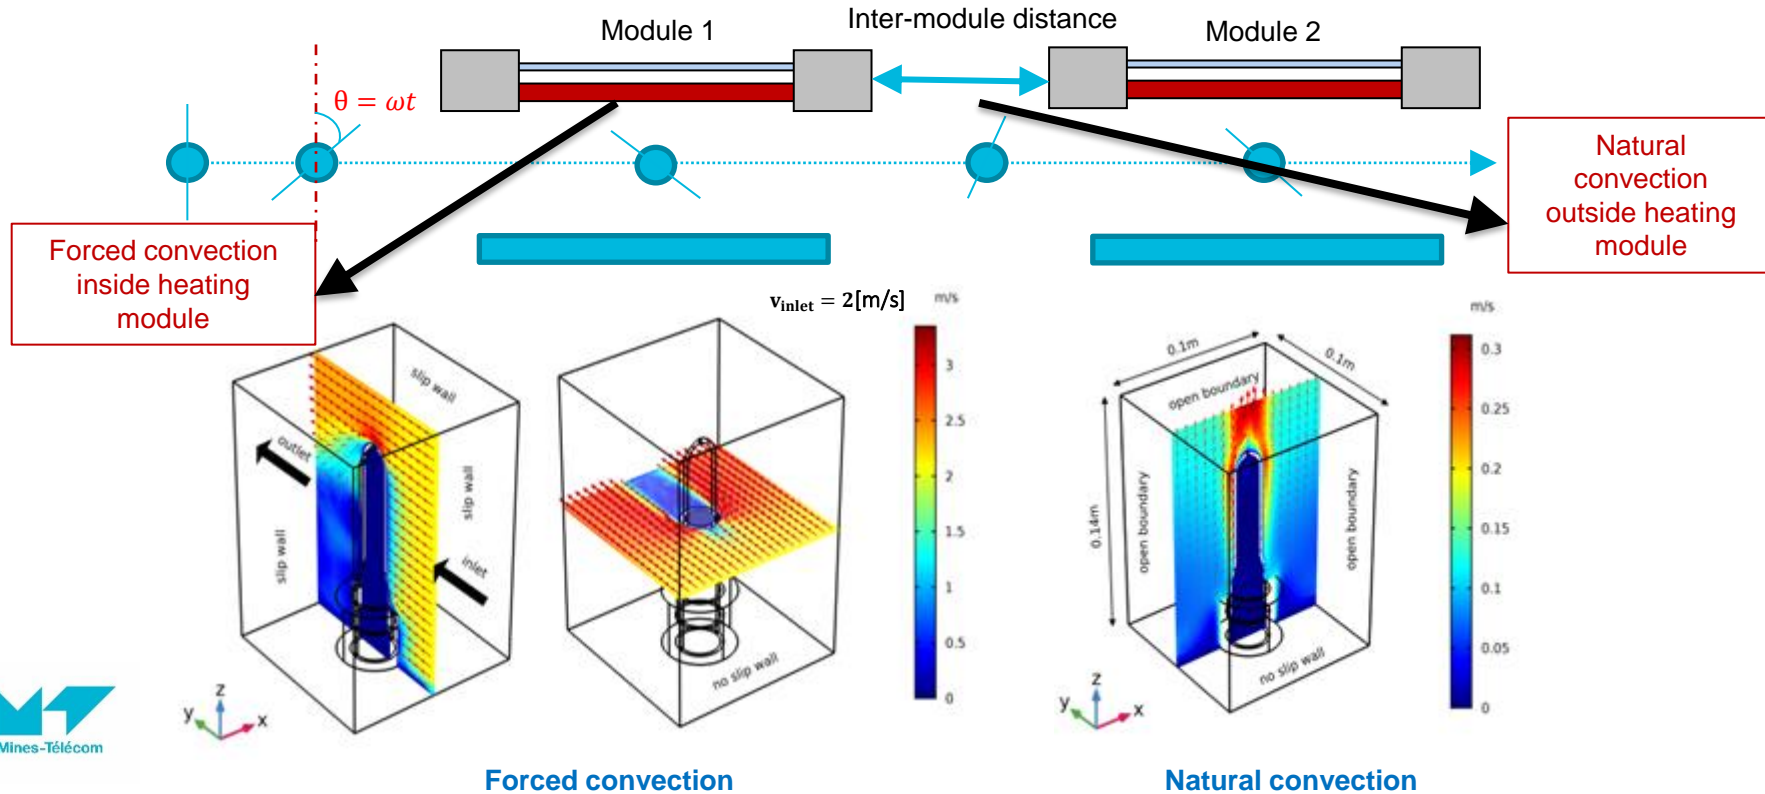 Inter-module distance
Module 1
Module 2
θ = ωt
Natural
convection
outside heating
module
Forced convection
inside heating
module
v_inlet = 2[m/s]
m/s
3
2.5
2
1.5
1
0.5
0
slip wall
outlet
slip wall
slip wall
inlet
no slip wall
z
y
x
m/s
0.3
0.25
0.2
0.15
0.1
0.05
0
0.1m
0.1m
open boundary
0.14m
open boundary
open boundary
no slip wall
z
y
x
Mines-Télécom
Forced convection
Natural convection